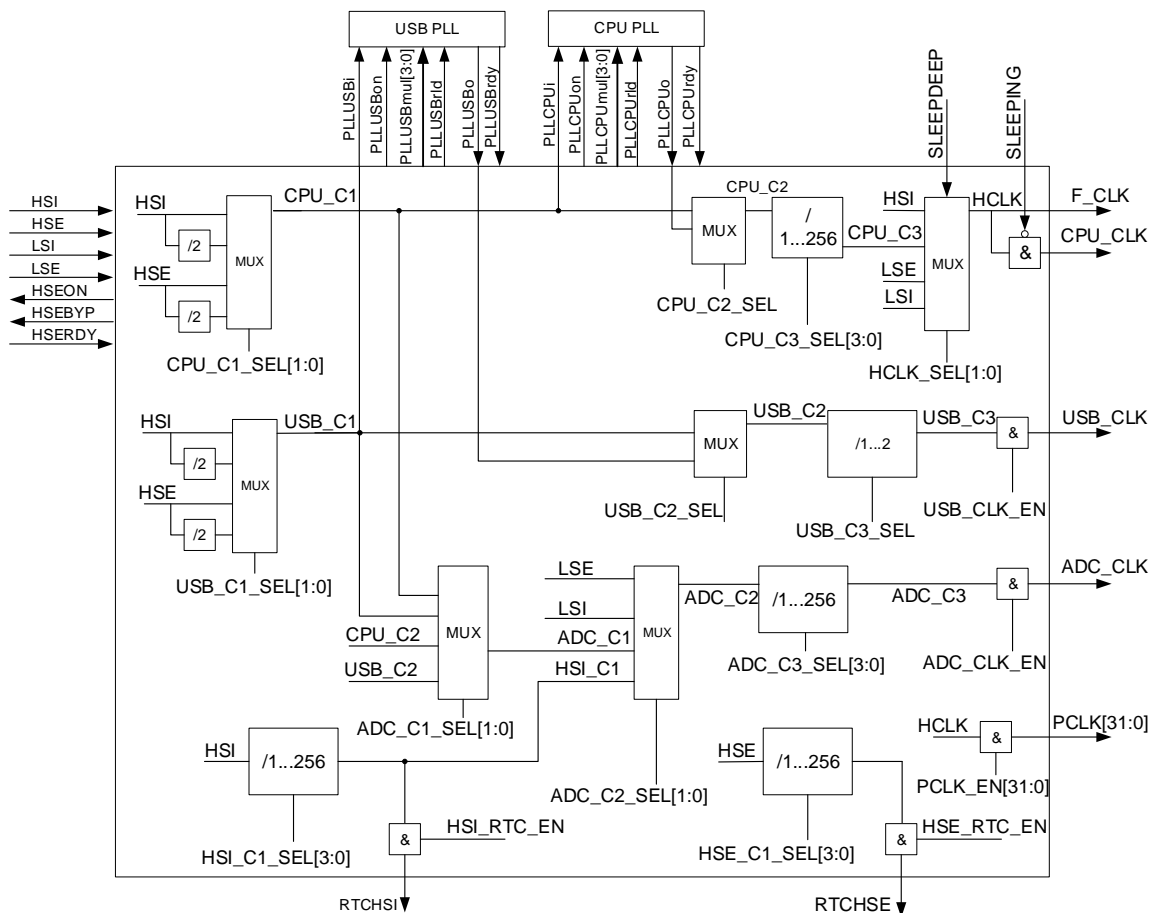 USB PLL
CPU PLL
PLLUSBi
PLLUSBon
PLLUSBmul[3:0]
PLLUSBrld
PLLUSBo
PLLUSBrdy
PLLCPUi
PLLCPUon
PLLCPUmul[3:0]
PLLCPUrld
PLLCPUo
PLLCPUrdy
SLEEPDEEP
SLEEPING
HSI
HSE
LSI
LSE
HSEON
HSEBYP
HSERDY
HSI
/2
HSE
/2
MUX
CPU_C1
CPU_C1_SEL[1:0]
MUX
CPU_C2
CPU_C2_SEL
/
1...256
CPU_C3
CPU_C3_SEL[3:0]
HSI
LSE
LSI
MUX
HCLK
HCLK_SEL[1:0]
&
F_CLK
CPU_CLK
HSI
/2
HSE
/2
MUX
USB_C1
USB_C1_SEL[1:0]
MUX
USB_C2
USB_C2_SEL
/1...2
USB_C3
USB_C3_SEL
&
USB_CLK
USB_CLK_EN
CPU_C2
USB_C2
MUX
ADC_C1_SEL[1:0]
LSE
LSI
ADC_C1
HSI_C1
MUX
ADC_C2
ADC_C2_SEL[1:0]
/1...256
ADC_C3
ADC_C3_SEL[3:0]
&
ADC_CLK
ADC_CLK_EN
HSI
/1...256
HSI_C1_SEL[3:0]
&
HSI_RTC_EN
RTCHSI
HSE
/1...256
HSE_C1_SEL[3:0]
&
HSE_RTC_EN
RTCHSE
HCLK
&
PCLK[31:0]
PCLK_EN[31:0]